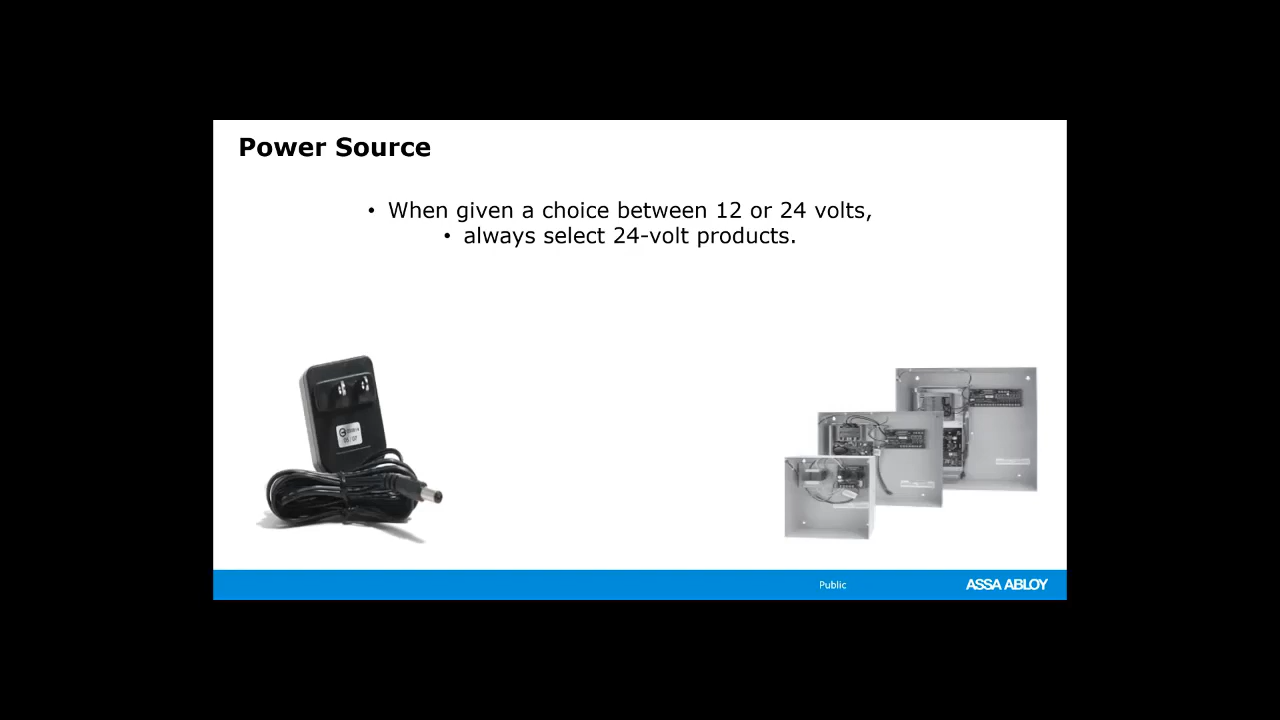 Power Source
• When given a choice between 12 or 24 volts,
• always select 24-volt products.
Public
ASSA ABLOY